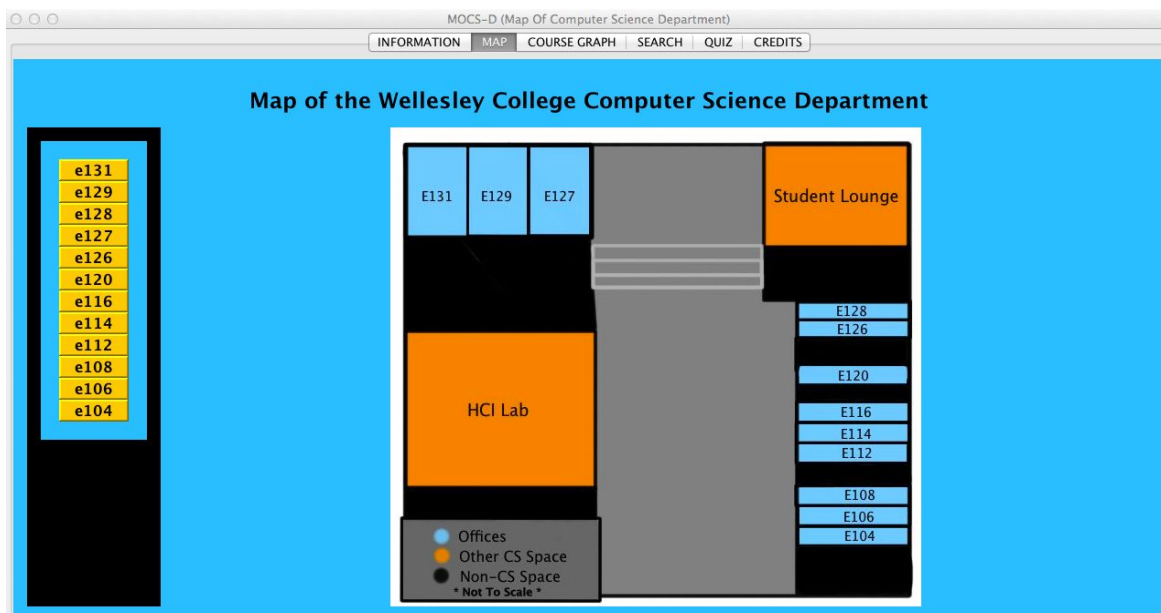 MOCS-D (Map Of Computer Science Department)
INFORMATION MAP COURSE GRAPH SEARCH QUIZ CREDITS
Map of the Wellesley College Computer Science Department
e131
e129
e128
e127
e126
e120
e116
e114
e112
e108
e106
e104
E131 E129 E127
Student Lounge
E128
E126
E120
HCI Lab
E116
E114
E112
E108
E106
E104
Offices
Other CS Space
Non-CS Space
* Not To Scale *